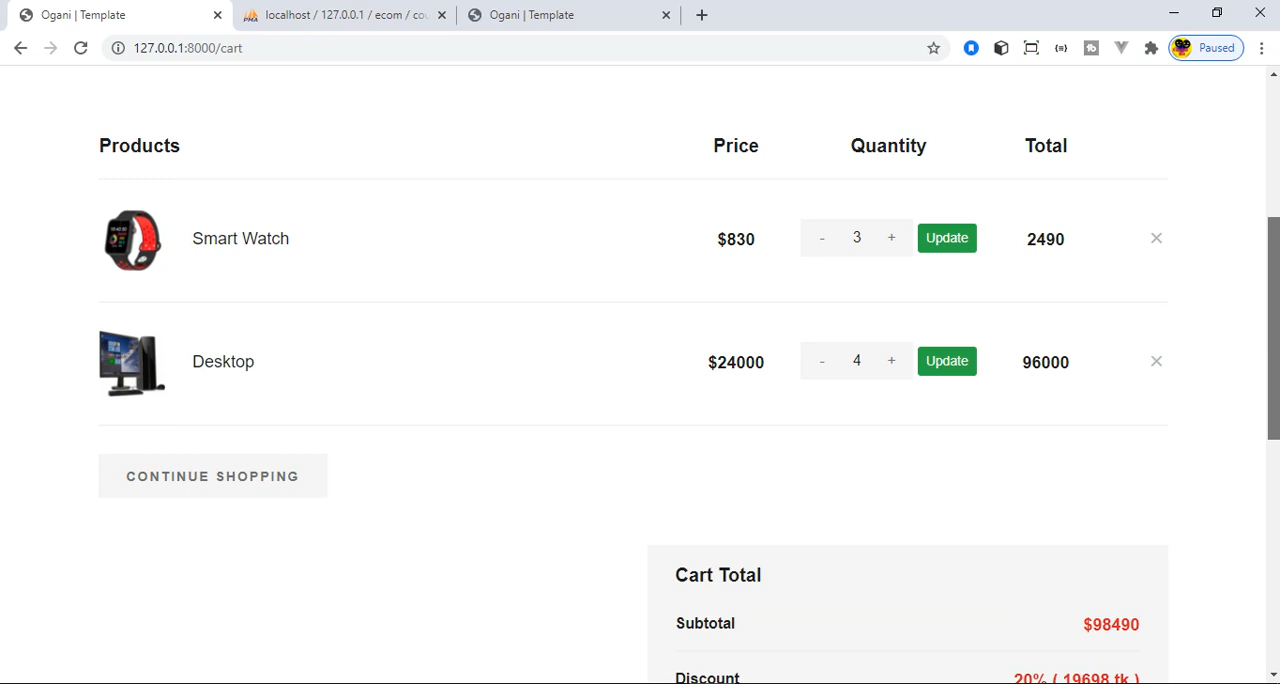 Ogani | Template
localhost / 127.0.0.1 / ecom / cou
Ogani | Template
127.0.0.1:8000/cart
Paused
Products Price Quantity Total
Smart Watch $830 - 3 + Update 2490 ×
Desktop $24000 - 4 + Update 96000 ×
CONTINUE SHOPPING
Cart Total
Subtotal $98490
Discount 20% ( 19698 tk )